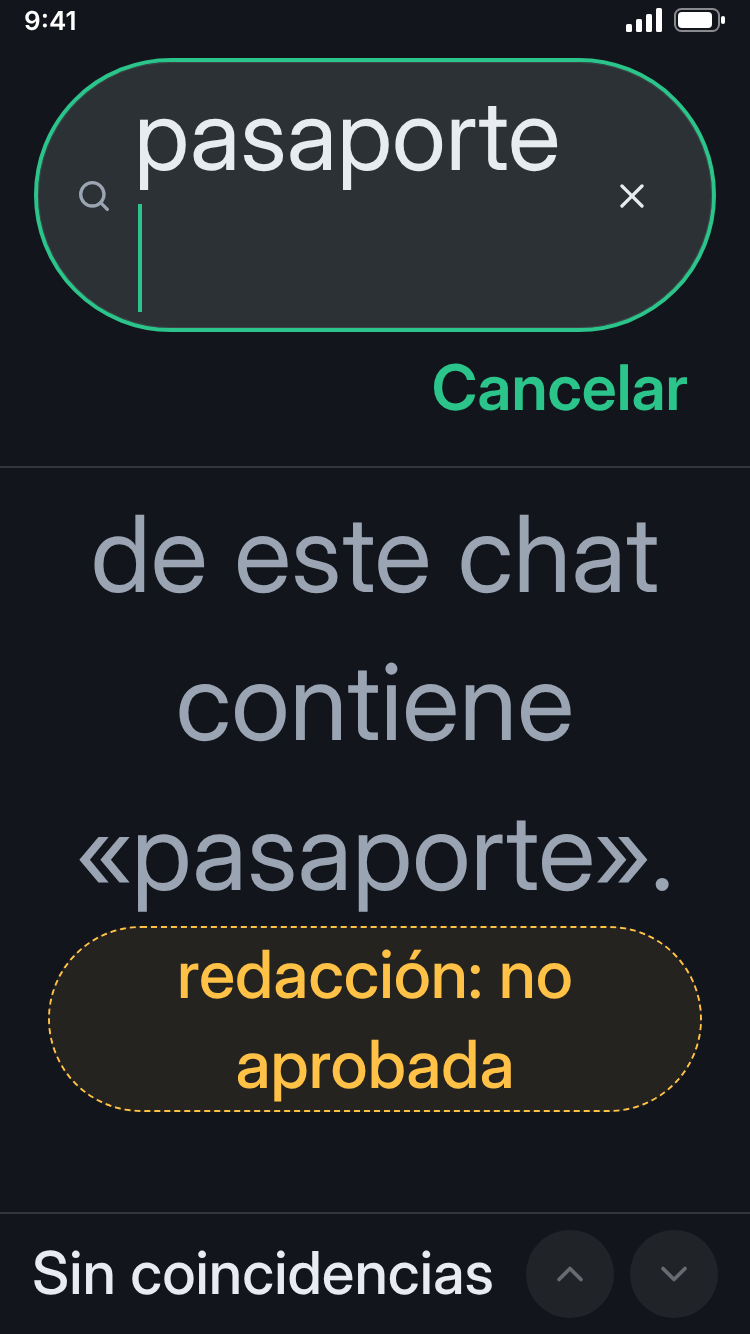 9:41
pasaporte
Cancelar
de este chat
contiene
«pasaporte».
redacción: no
aprobada
Sin coincidencias